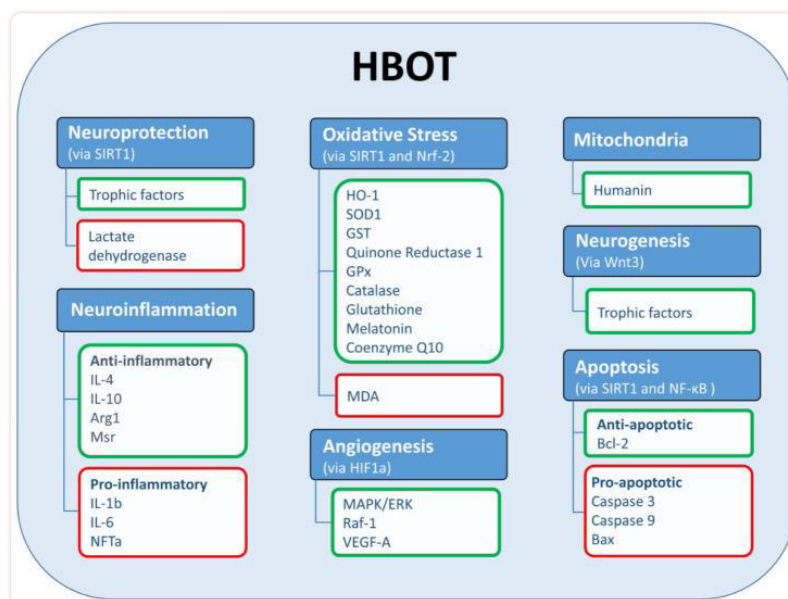 HBOT
Neuroprotection
(via SIRT1)
Trophic factors
Lactate
dehydrogenase
Neuroinflammation
Anti-inflammatory
IL-4
IL-10
Arg1
Msr
Pro-inflammatory
IL-1b
IL-6
NFTa
Oxidative Stress
(via SIRT1 and Nrf-2)
HO-1
SOD1
GST
Quinone Reductase 1
GPx
Catalase
Glutathione
Melatonin
Coenzyme Q10
MDA
Angiogenesis
(via HIF1a)
MAPK/ERK
Raf-1
VEGF-A
Mitochondria
Humanin
Neurogenesis
(Via Wnt3)
Trophic factors
Apoptosis
(via SIRT1 and NF-κB )
Anti-apoptotic
Bcl-2
Pro-apoptotic
Caspase 3
Caspase 9
Bax